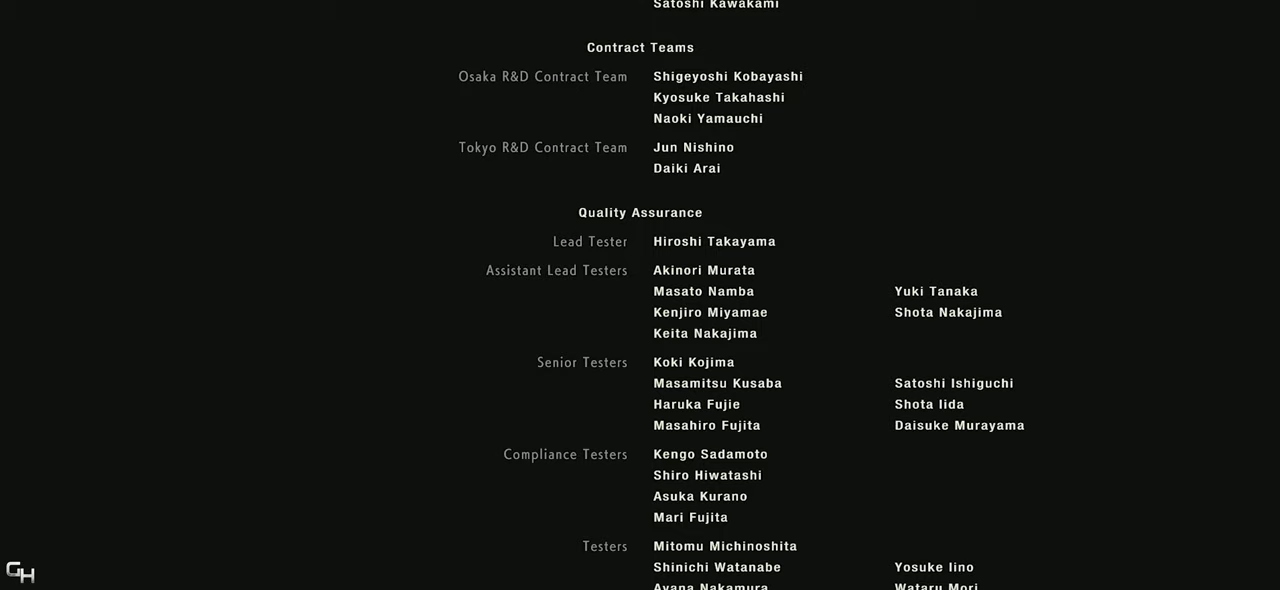 Satoshi Kawakami
Contract Teams
Osaka R&D Contract Team Shigeyoshi Kobayashi
Kyosuke Takahashi
Naoki Yamauchi
Tokyo R&D Contract Team Jun Nishino
Daiki Arai
Quality Assurance
Lead Tester Hiroshi Takayama
Assistant Lead Testers Akinori Murata
Masato Namba Yuki Tanaka
Kenjiro Miyamae Shota Nakajima
Keita Nakajima
Senior Testers Koki Kojima
Masamitsu Kusaba Satoshi Ishiguchi
Haruka Fujie Shota Iida
Masahiro Fujita Daisuke Murayama
Compliance Testers Kengo Sadamoto
Shiro Hiwatashi
Asuka Kurano
Mari Fujita
Testers Mitomu Michinoshita
Shinichi Watanabe Yosuke Iino
Ayana Nakamura Wataru Mori
GH